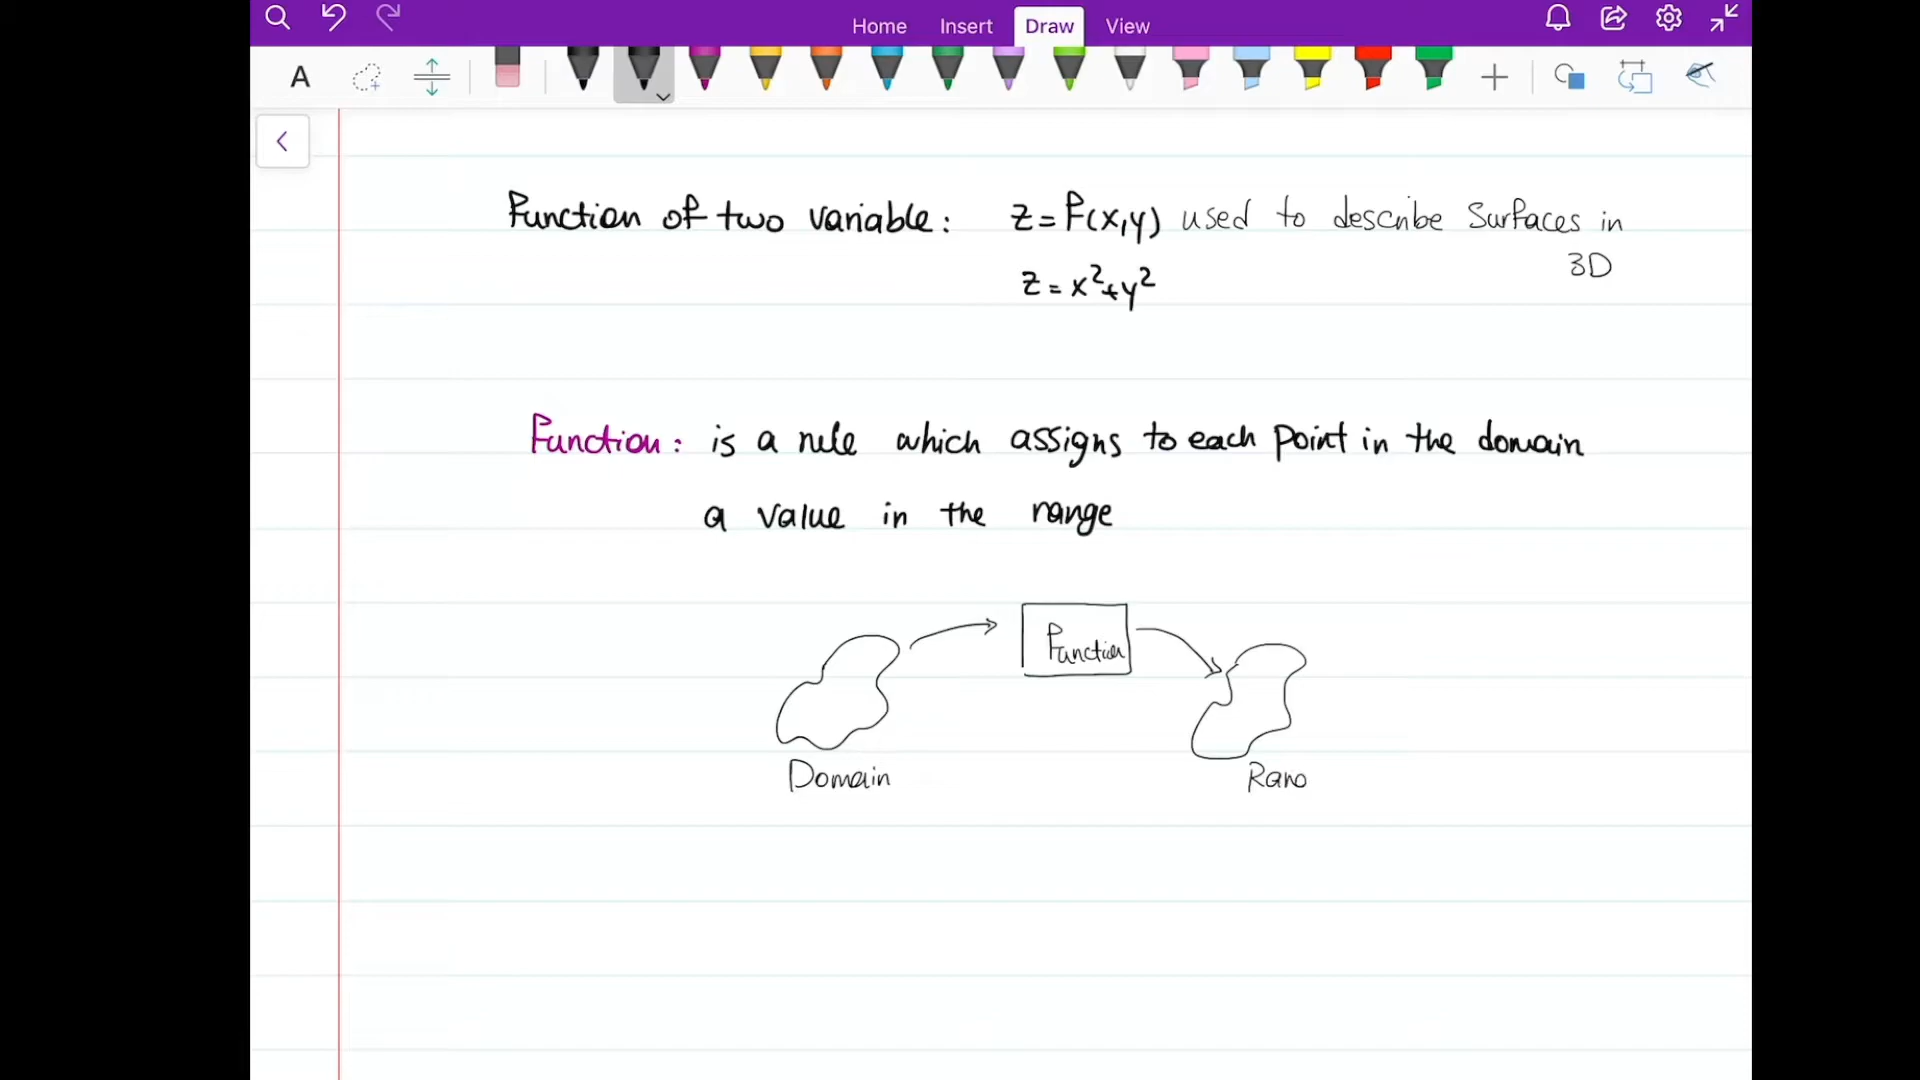 Home Insert Draw View
A
Function of two variable: z = f(x,y) used to describe surfaces in
3D
z = x²+y²
Function: is a rule which assigns to each point in the domain
a value in the range
Function
Domain Rang